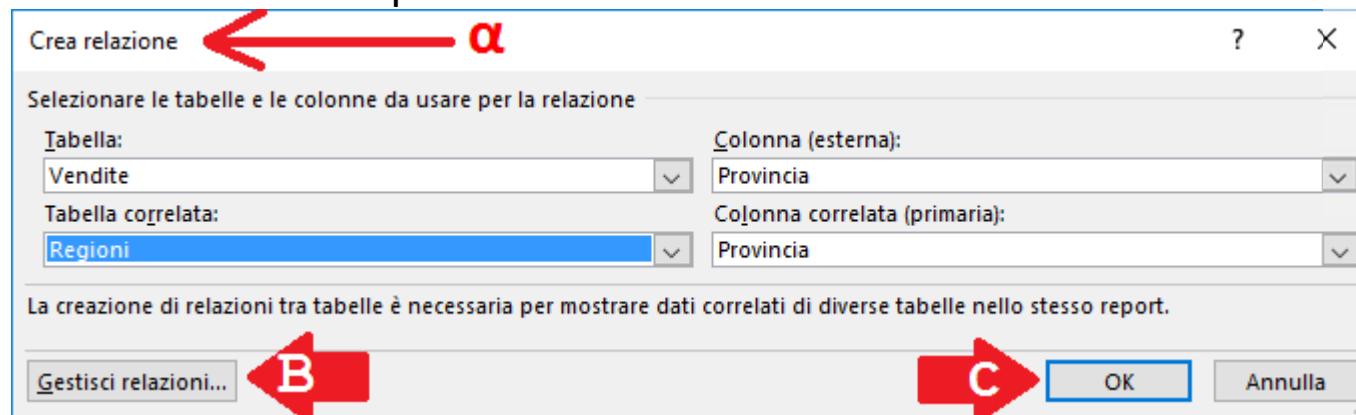 Crea relazione α ?
Selezionare le tabelle e le colonne da usare per la relazione
Tabella: Colonna (esterna):
Vendite Provincia
Tabella correlata: Colonna correlata (primaria):
Regioni Provincia
La creazione di relazioni tra tabelle è necessaria per mostrare dati correlati di diverse tabelle nello stesso report.
Gestisci relazioni... B C OK Annulla